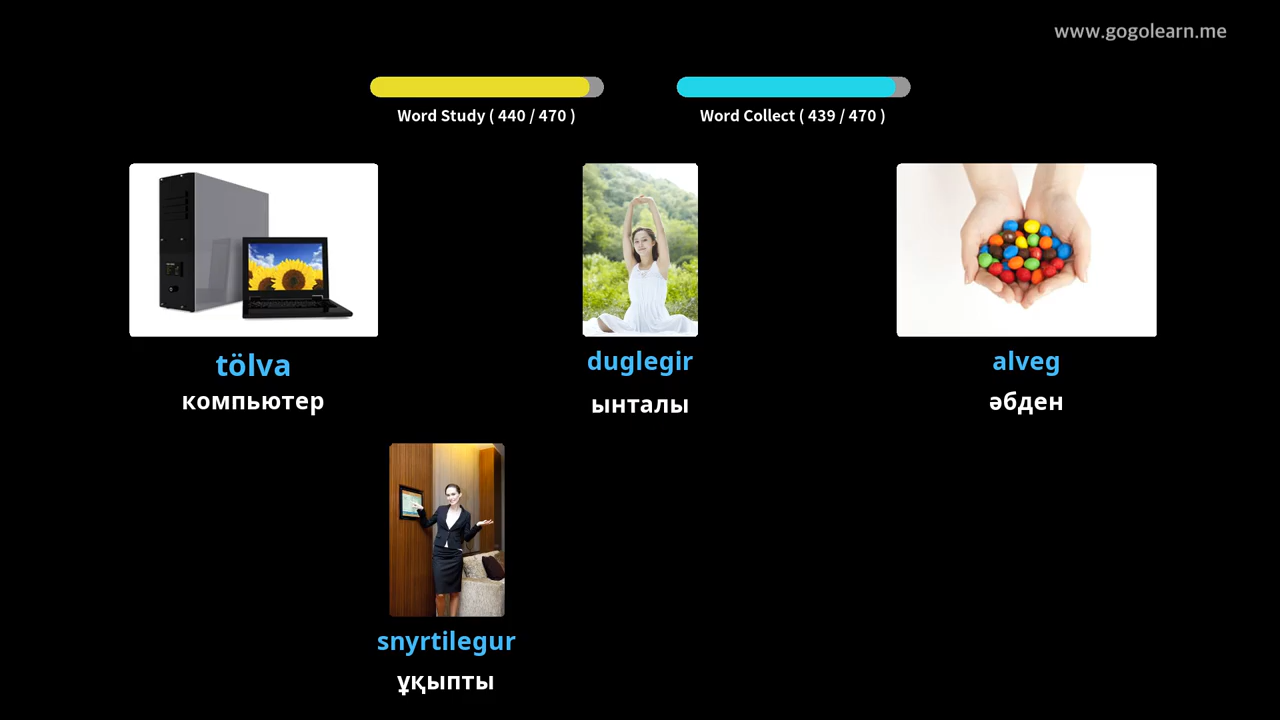 www.gogolearn.me
Word Study ( 440 / 470 )
Word Collect ( 439 / 470 )
tölva
компьютер
duglegir
ынталы
alveg
әбден
snyrtilegur
ұқыпты